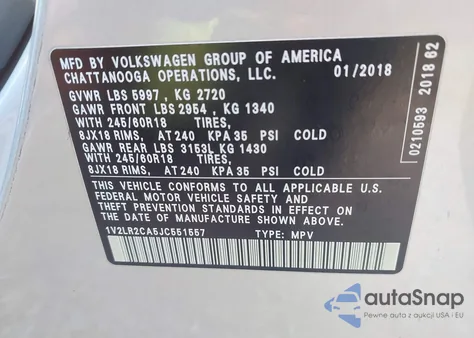 MFD BY VOLKSWAGEN GROUP OF AMERICA
CHATTANOOGA OPERATIONS, LLC. 01/2018
GVWR LBS 5997 , KG 2720
GAWR FRONT LBS 2954 , KG 1340
WITH 245/60R18 TIRES,
8JX18 RIMS, AT 240 KPA 35 PSI COLD
GAWR REAR LBS 3153L KG 1430
WITH 245/60R18 TIRES,
8JX18 RIMS, AT 240 KPA 35 PSI COLD
THIS VEHICLE CONFORMS TO ALL APPLICABLE U.S.
FEDERAL MOTOR VEHICLE SAFETY AND
THEFT PREVENTION STANDARDS IN EFFECT ON
THE DATE OF MANUFACTURE SHOWN ABOVE.
1V2LR2CA5JC551557 TYPE: MPV
0210593 2018 62
autoSnap
Pewne auta z aukcji USA i EU